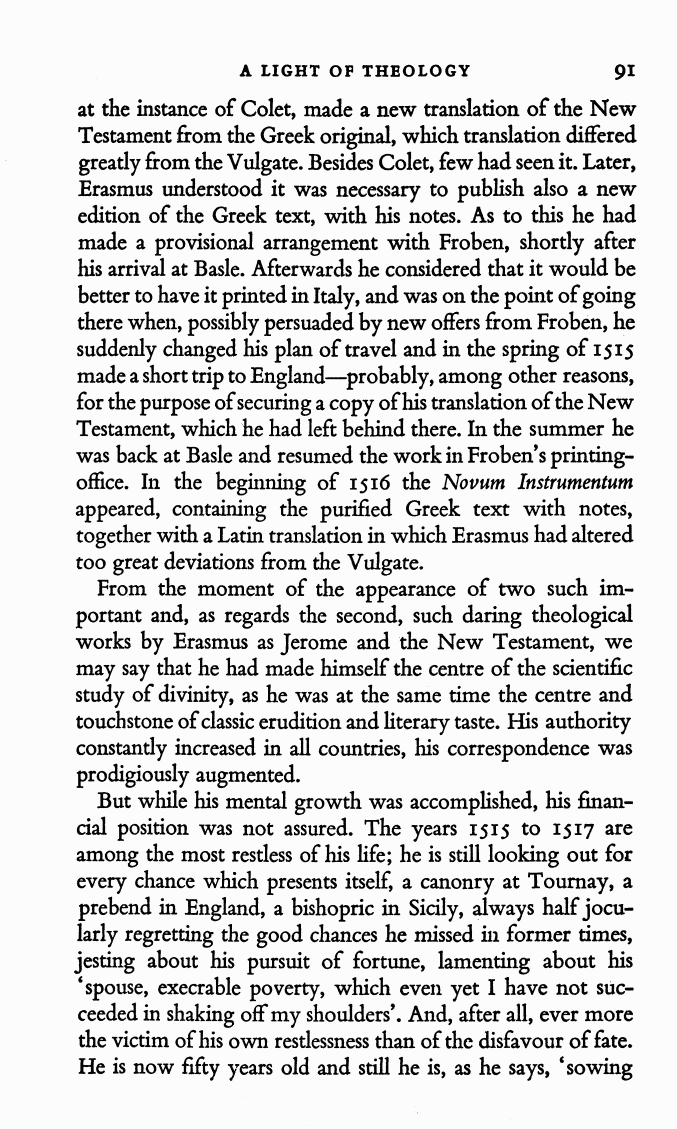 A LIGHT OF THEOLOGY 91
at the instance of Colet, made a new translation of the New
Testament from the Greek original, which translation differed
greatly from the Vulgate. Besides Colet, few had seen it. Later,
Erasmus understood it was necessary to publish also a new
edition of the Greek text, with his notes. As to this he had
made a provisional arrangement with Froben, shortly after
his arrival at Basle. Afterwards he considered that it would be
better to have it printed in Italy, and was on the point of going
there when, possibly persuaded by new offers from Froben, he
suddenly changed his plan of travel and in the spring of 1515
made a short trip to England—probably, among other reasons,
for the purpose of securing a copy of his translation of the New
Testament, which he had left behind there. In the summer he
was back at Basle and resumed the work in Froben's printing-
office. In the beginning of 1516 the Novum Instrumentum
appeared, containing the purified Greek text with notes,
together with a Latin translation in which Erasmus had altered
too great deviations from the Vulgate.
From the moment of the appearance of two such im-
portant and, as regards the second, such daring theological
works by Erasmus as Jerome and the New Testament, we
may say that he had made himself the centre of the scientific
study of divinity, as he was at the same time the centre and
touchstone of classic erudition and literary taste. His authority
constantly increased in all countries, his correspondence was
prodigiously augmented.
But while his mental growth was accomplished, his finan-
cial position was not assured. The years 1515 to 1517 are
among the most restless of his life; he is still looking out for
every chance which presents itself, a canonry at Tournay, a
prebend in England, a bishopric in Sicily, always half jocu-
larly regretting the good chances he missed in former times,
jesting about his pursuit of fortune, lamenting about his
'spouse, execrable poverty, which even yet I have not suc-
ceeded in shaking off my shoulders'. And, after all, ever more
the victim of his own restlessness than of the disfavour of fate.
He is now fifty years old and still he is, as he says, 'sowing